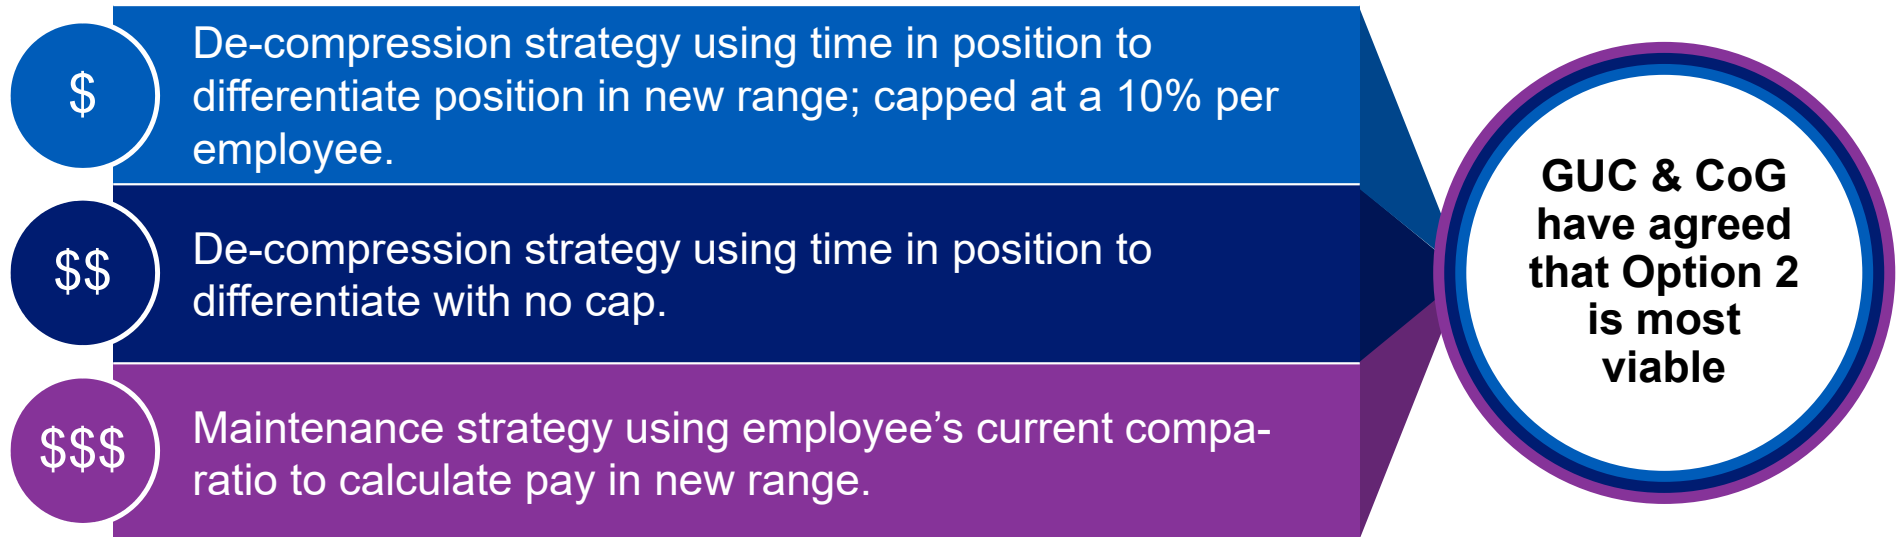 $
De-compression strategy using time in position to
differentiate position in new range; capped at a 10% per
employee.
$$
De-compression strategy using time in position to
differentiate with no cap.
$$$
Maintenance strategy using employee’s current compa-
ratio to calculate pay in new range.
GUC & CoG
have agreed
that Option 2
is most
viable